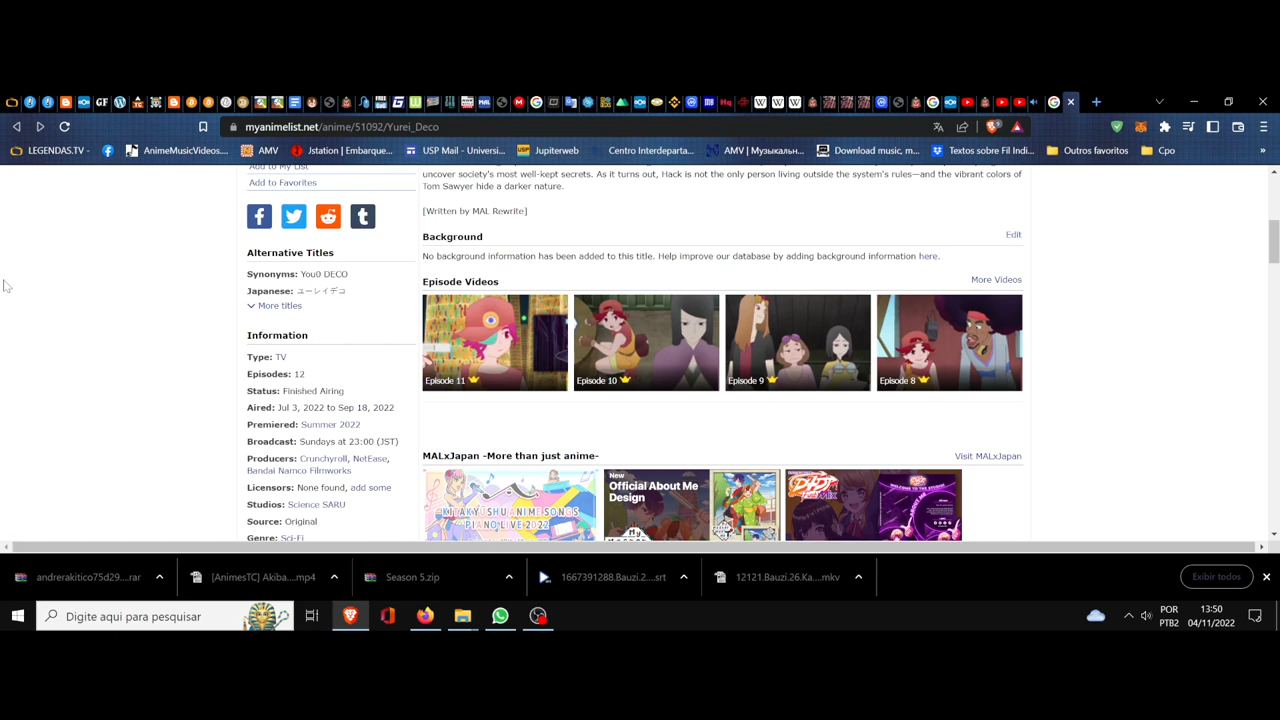 myanimelist.net/anime/51092/Yurei_Deco
LEGENDAS.TV -
AnimeMusicVideos...
AMV
Jstation | Embarque...
USP Mail - Universi...
Jupiterweb
Centro Interdeparta...
AMV | Музыкальн...
Download music, m...
Textos sobre Fil Indi...
Outros favoritos
Cpo
»
Add to My List
Add to Favorites
Alternative Titles
Synonyms: You0 DECO
Japanese: ユーレイデコ
More titles
Information
Type: TV
Episodes: 12
Status: Finished Airing
Aired: Jul 3, 2022 to Sep 18, 2022
Premiered: Summer 2022
Broadcast: Sundays at 23:00 (JST)
Producers: Crunchyroll, NetEase,
Bandai Namco Filmworks
Licensors: None found, add some
Studios: Science SARU
Source: Original
Genre: Sci-Fi
uncover society's most well-kept secrets. As it turns out, Hack is not the only person living outside the system's rules—and the vibrant colors of
Tom Sawyer hide a darker nature.
[Written by MAL Rewrite]
Background
Edit
No background information has been added to this title. Help improve our database by adding background information here.
Episode Videos
More Videos
Episode 11
Episode 10
Episode 9
Episode 8
MALxJapan -More than just anime-
Visit MALxJapan
KITAKYUSHU ANIME SONGS
PIANO LIVE 2022
New
Official About Me
Design
D4DJ
andrerakitico75d29....rar
[AnimesTC] Akiba....mp4
Season 5.zip
1667391288.Bauzi.2....srt
12121.Bauzi.26.Ka....mkv
Exibir todos
Digite aqui para pesquisar
POR
PTB2
13:50
04/11/2022